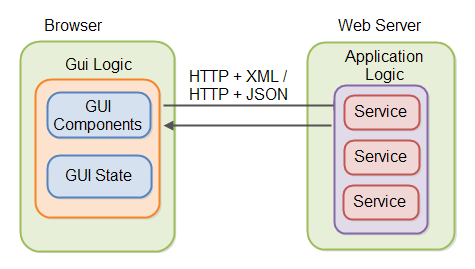 Browser
Web Server
Gui Logic
GUI
Components
GUI State
HTTP + XML /
HTTP + JSON
Application
Logic
Service
Service
Service